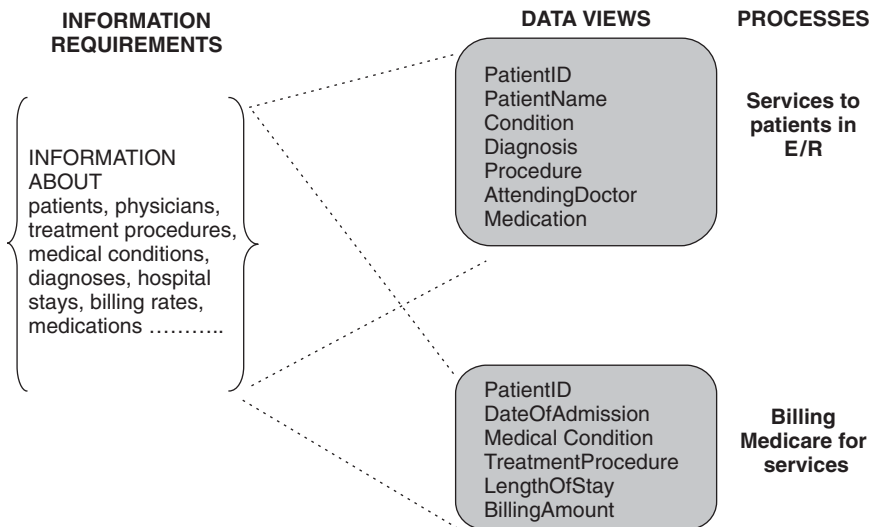 INFORMATION
REQUIREMENTS
DATA VIEWS
PROCESSES
INFORMATION
ABOUT
patients, physicians,
treatment procedures,
medical conditions,
diagnoses, hospital
stays, billing rates,
medications ………..
PatientID
PatientName
Condition
Diagnosis
Procedure
AttendingDoctor
Medication
Services to
patients in
E/R
PatientID
DateOfAdmission
Medical Condition
TreatmentProcedure
LengthOfStay
BillingAmount
Billing
Medicare for
services